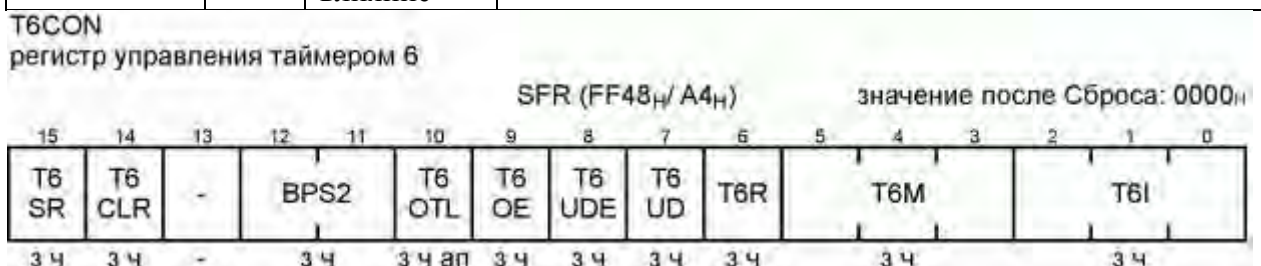 T6CON
регистр управления таймером 6
SFR (FF48H/ A4H) значение после Сброса: 0000H
15 14 13 12 11 10 9 8 7 6 5 4 3 2 1 0
T6 SR T6 CLR - BPS2 T6 OTL T6 OE T6 UDE T6 UD T6R T6M T6I
з ч з ч - з ч з ч ап з ч з ч з ч з ч з ч з ч